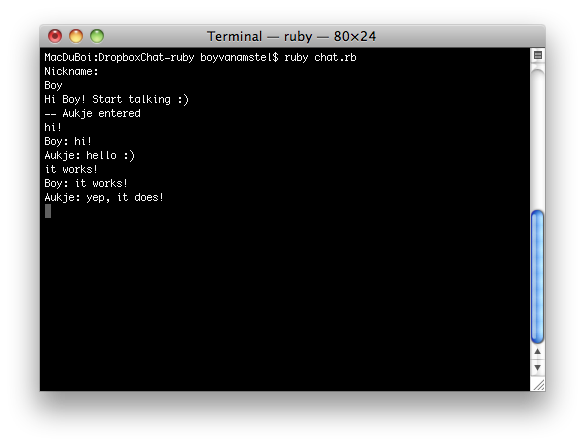 Terminal — ruby — 80×24
MacDuBoi:DropboxChat-ruby boyvanamstel$ ruby chat.rb
Nickname:
Boy
Hi Boy! Start talking :)
-- Aukje entered
hi!
Boy: hi!
Aukje: hello :)
it works!
Boy: it works!
Aukje: yep, it does!